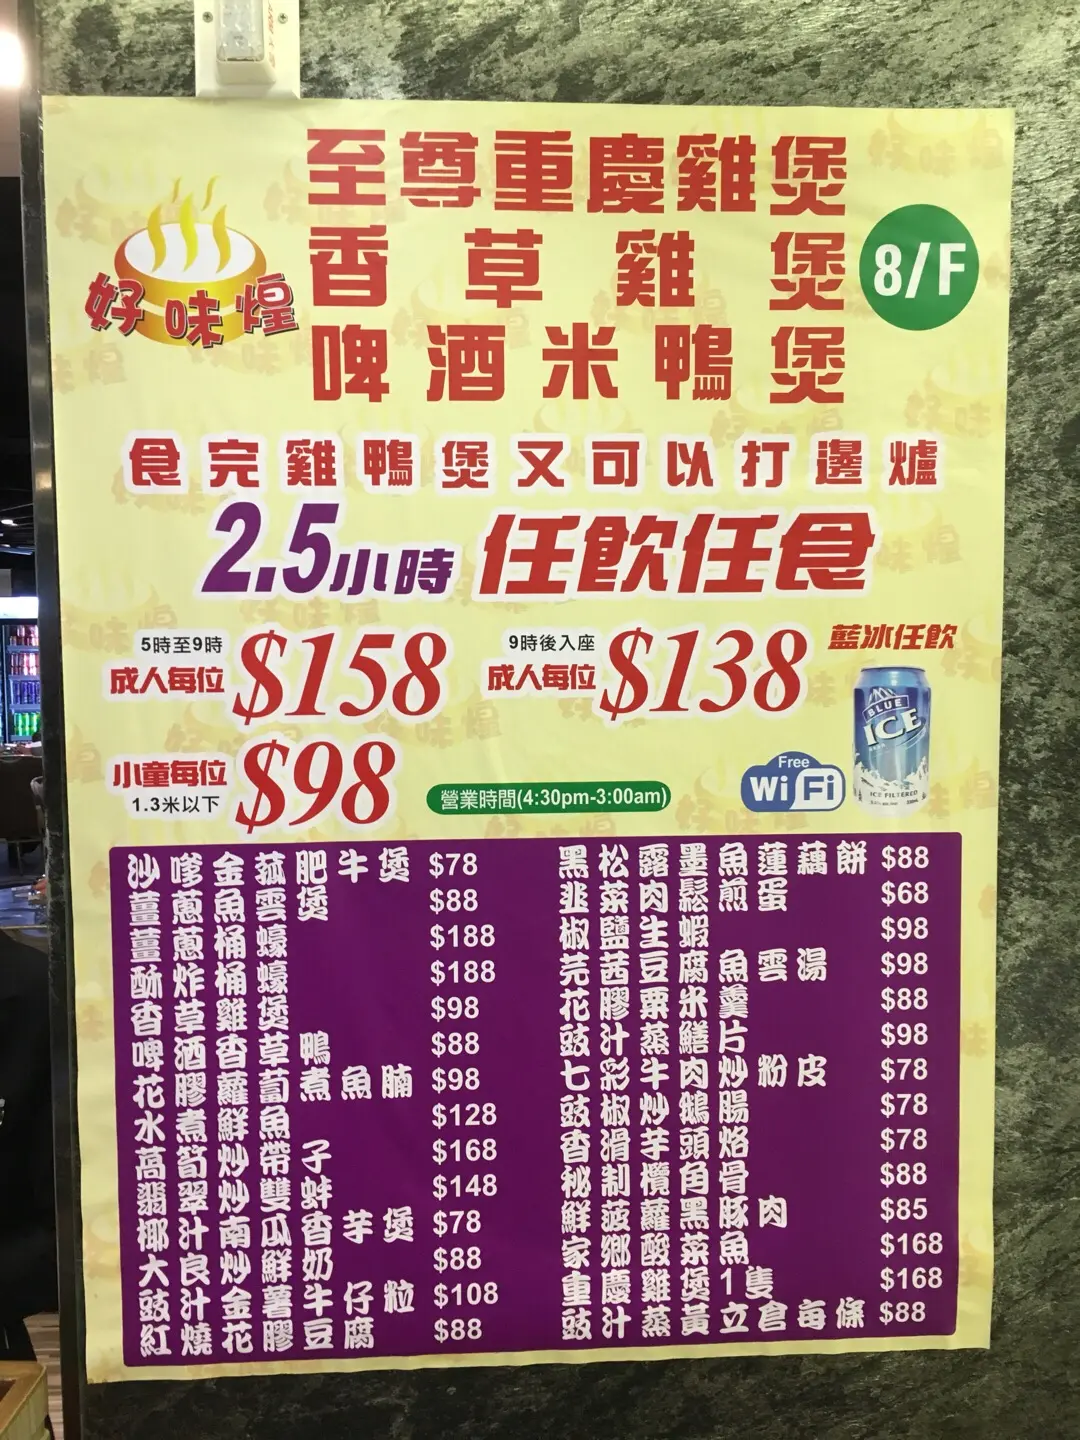 至尊重慶雞煲
香草雞煲
啤酒米鴨煲
8/F
好味煌
食完雞鴨煲又可以打邊爐
2.5小時 任飲任食
5時至9時
成人每位 $158
9時後入座
成人每位 $138
藍冰任飲
BLUE
ICE
ICE FILTERED
小童每位
1.3米以下
$98
營業時間(4:30pm-3:00am)
Free
WiFi
沙嗲金菰肥牛煲 $78
薑蔥魚雲煲 $88
薑蔥桶蠔 $188
酥炸桶蠔 $188
香草雞煲 $98
啤酒香草鴨 $88
花膠蘿蔔煮魚腩 $98
水煮鮮魚 $128
萵筍炒帶子 $168
翡翠炒雙蚌 $148
椰汁南瓜香芋煲 $78
大良炒鮮奶 $88
豉汁金薯牛仔粒 $108
紅燒花膠豆腐 $88
黑松露墨魚蓮藕餅 $88
韭菜肉鬆煎蛋 $68
椒鹽生蝦 $98
芫茜豆腐魚雲湯 $98
花膠粟米羹 $88
豉汁蒸鱔片 $98
七彩牛肉炒粉皮 $78
豉椒炒鵝腸 $78
香滑芋頭烙 $78
秘制欖角骨 $88
鮮菠蘿黑豚肉 $85
家鄉酸菜魚 $168
重慶雞煲1隻 $168
豉汁蒸黃立倉每條 $88